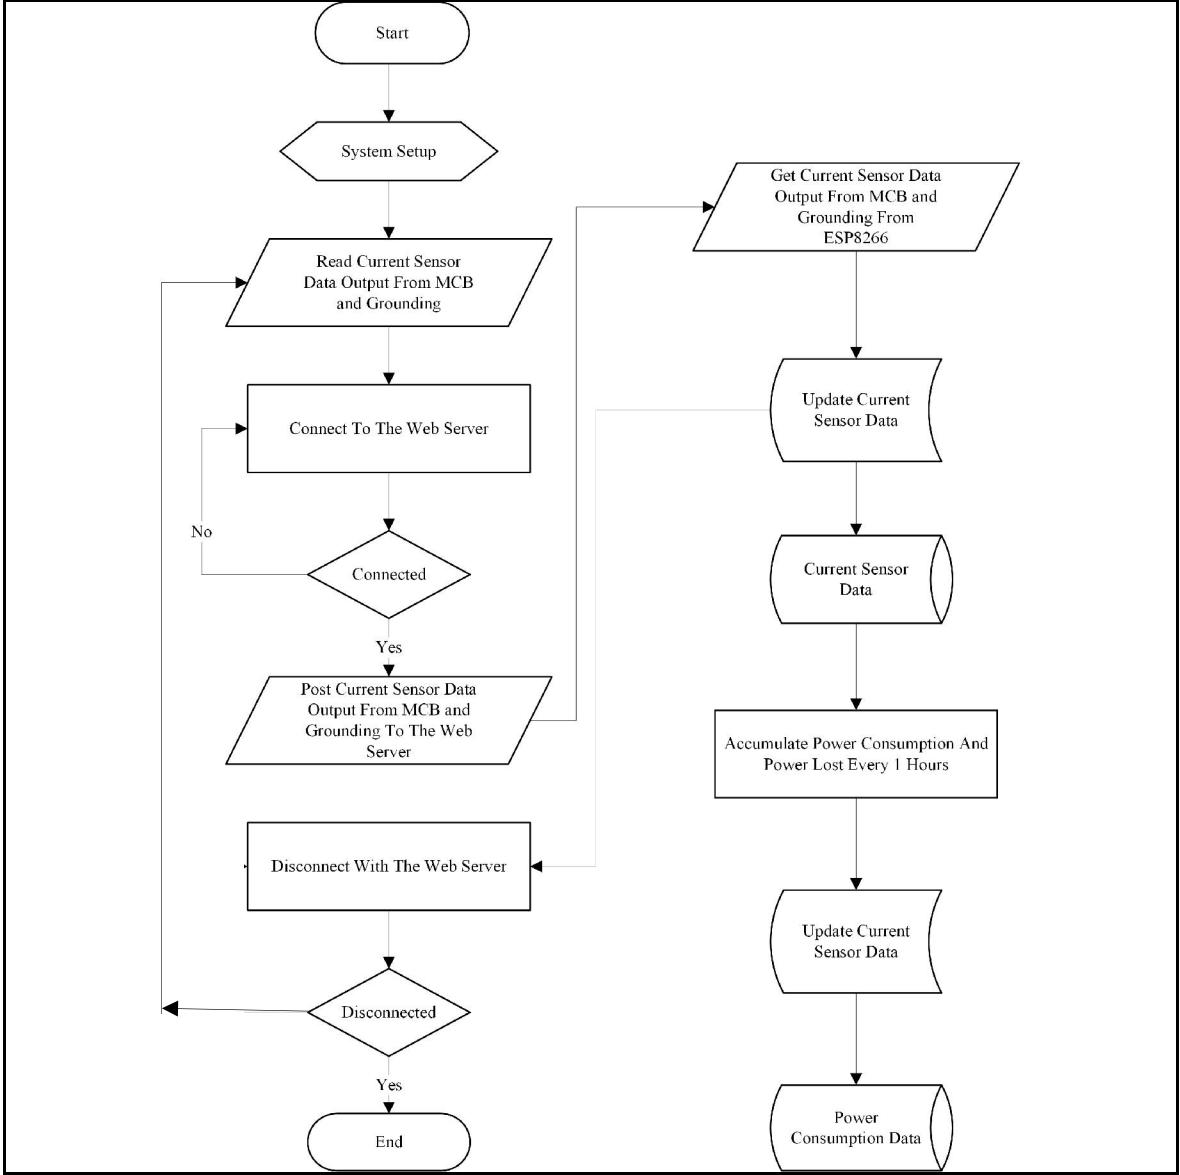 Start
System Setup
Read Current Sensor
Data Output From MCB
and Grounding
Connect To The Web Server
No
Connected
Yes
Post Current Sensor Data
Output From MCB and
Grounding To The Web
Server
Disconnect With The Web Server
Disconnected
Yes
End
Get Current Sensor Data
Output From MCB and
Grounding From
ESP8266
Update Current
Sensor Data
Current Sensor
Data
Accumulate Power Consumption And
Power Lost Every 1 Hours
Update Current
Sensor Data
Power
Consumption Data